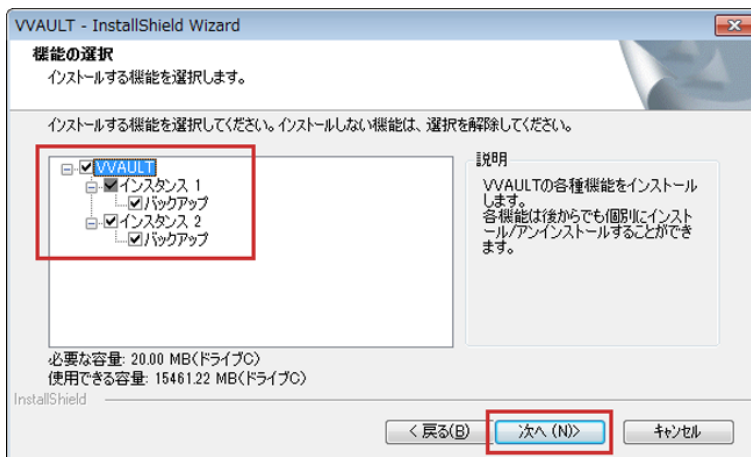 VVAULT - InstallShield Wizard
機能の選択
インストールする機能を選択します。
インストールする機能を選択してください。インストールしない機能は、選択を解除してください。
VVAULT
インスタンス 1
バックアップ
インスタンス 2
バックアップ
説明
VVAULTの各種機能をインストール
します。
各機能は後からでも個別にインスト
ール/アンインストールすることができ
ます。
必要な容量: 20.00 MB(ドライブC)
使用できる容量: 15461.22 MB(ドライブC)
InstallShield
< 戻る(B)
次へ (N)>
キャンセル